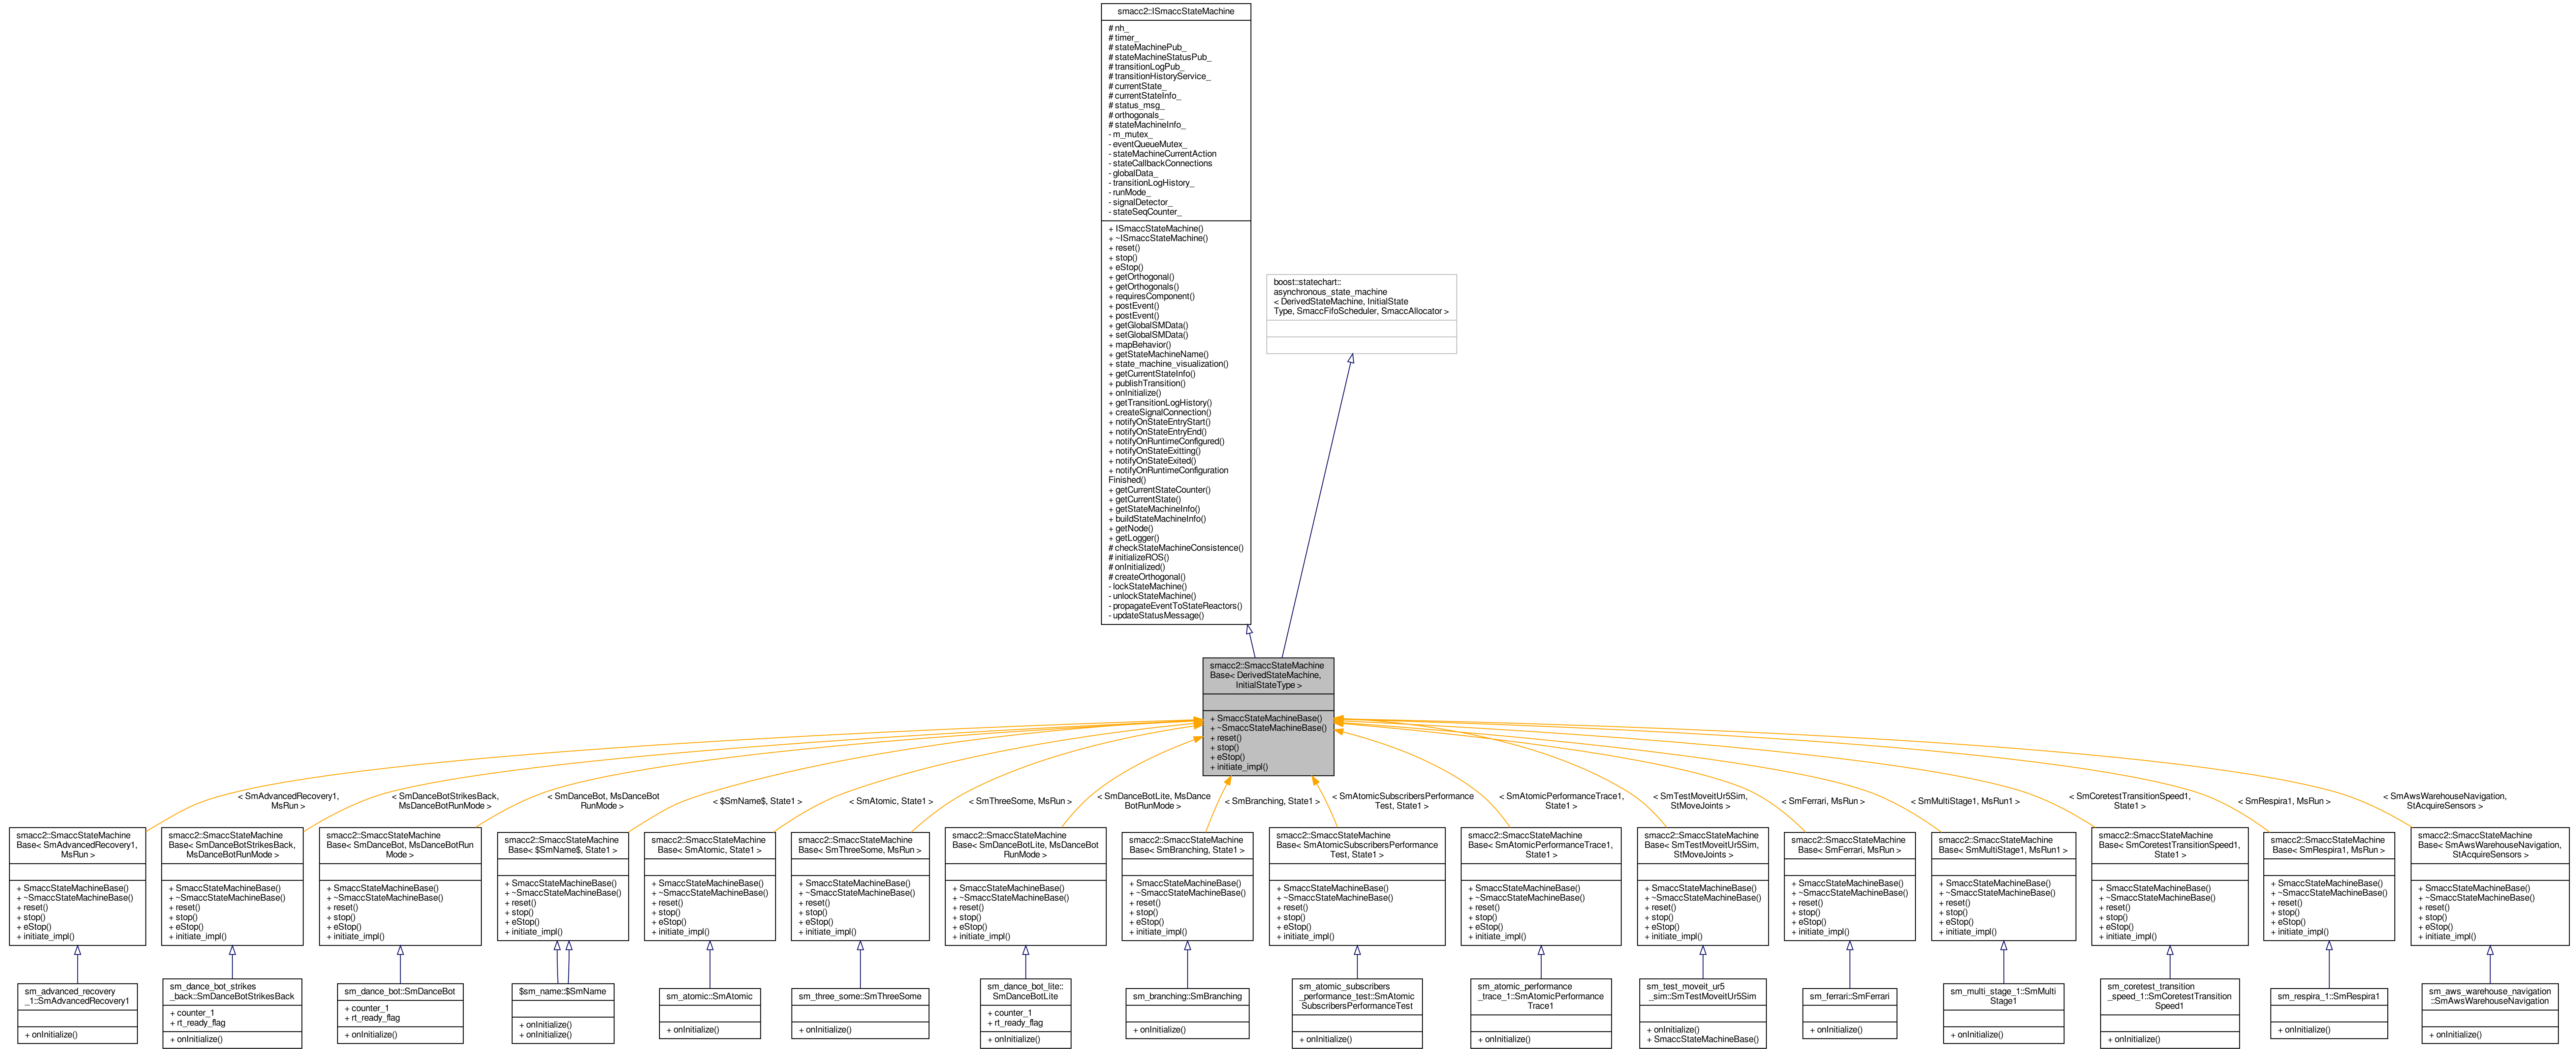 smacc2::ISmaccStateMachine
# nh_
# timer_
# stateMachinePub_
# stateMachineStatusPub_
# transitionLogPub_
# transitionHistoryService_
# currentState_
# currentStateInfo_
# status_msg_
# orthogonals_
# stateMachineInfo_
- m_mutex_
- eventQueueMutex_
- stateMachineCurrentAction
- stateCallbackConnections
- globalData_
- transitionLogHistory_
- runMode_
- signalDetector_
- stateSeqCounter_
+ ISmaccStateMachine()
+ ~ISmaccStateMachine()
+ reset()
+ stop()
+ eStop()
+ getOrthogonal()
+ getOrthogonals()
+ requiresComponent()
+ postEvent()
+ postEvent()
+ getGlobalSMData()
+ setGlobalSMData()
+ mapBehavior()
+ getStateMachineName()
+ state_machine_visualization()
+ getCurrentStateInfo()
+ publishTransition()
+ onInitialize()
+ getTransitionLogHistory()
+ createSignalConnection()
+ notifyOnStateEntryStart()
+ notifyOnStateEntryEnd()
+ notifyOnRuntimeConfigured()
+ notifyOnStateExitting()
+ notifyOnStateExited()
+ notifyOnRuntimeConfiguration
Finished()
+ getCurrentStateCounter()
+ getCurrentState()
+ getStateMachineInfo()
+ buildStateMachineInfo()
+ getNode()
+ getLogger()
# checkStateMachineConsistence()
# initializeROS()
# onInitialized()
# createOrthogonal()
- lockStateMachine()
- unlockStateMachine()
- propagateEventToStateReactors()
- updateStatusMessage()
boost::statechart::
asynchronous_state_machine
< DerivedStateMachine, InitialState
Type, SmaccFifoScheduler, SmaccAllocator >
smacc2::SmaccStateMachine
Base< DerivedStateMachine,
InitialStateType >
+ SmaccStateMachineBase()
+ ~SmaccStateMachineBase()
+ reset()
+ stop()
+ eStop()
+ initiate_impl()
< SmAdvancedRecovery1,
MsRun >
< SmDanceBotStrikesBack,
MsDanceBotRunMode >
< SmDanceBot, MsDanceBot
RunMode >
< $SmName$, State1 >
< SmAtomic, State1 >
< SmThreeSome, MsRun >
< SmDanceBotLite, MsDance
BotRunMode >
< SmBranching, State1 >
< SmAtomicSubscribersPerformance
Test, State1 >
< SmAtomicPerformanceTrace1,
State1 >
< SmTestMoveitUr5Sim,
StMoveJoints >
< SmFerrari, MsRun >
< SmMultiStage1, MsRun1 >
< SmCoretestTransitionSpeed1,
State1 >
< SmRespira1, MsRun >
< SmAwsWarehouseNavigation,
StAcquireSensors >
smacc2::SmaccStateMachine
Base< SmAdvancedRecovery1,
MsRun >
+ SmaccStateMachineBase()
+ ~SmaccStateMachineBase()
+ reset()
+ stop()
+ eStop()
+ initiate_impl()
smacc2::SmaccStateMachine
Base< SmDanceBotStrikesBack,
MsDanceBotRunMode >
+ SmaccStateMachineBase()
+ ~SmaccStateMachineBase()
+ reset()
+ stop()
+ eStop()
+ initiate_impl()
smacc2::SmaccStateMachine
Base< SmDanceBot, MsDanceBotRun
Mode >
+ SmaccStateMachineBase()
+ ~SmaccStateMachineBase()
+ reset()
+ stop()
+ eStop()
+ initiate_impl()
smacc2::SmaccStateMachine
Base< $SmName$, State1 >
+ SmaccStateMachineBase()
+ ~SmaccStateMachineBase()
+ reset()
+ stop()
+ eStop()
+ initiate_impl()
smacc2::SmaccStateMachine
Base< SmAtomic, State1 >
+ SmaccStateMachineBase()
+ ~SmaccStateMachineBase()
+ reset()
+ stop()
+ eStop()
+ initiate_impl()
smacc2::SmaccStateMachine
Base< SmThreeSome, MsRun >
+ SmaccStateMachineBase()
+ ~SmaccStateMachineBase()
+ reset()
+ stop()
+ eStop()
+ initiate_impl()
smacc2::SmaccStateMachine
Base< SmDanceBotLite, MsDanceBot
RunMode >
+ SmaccStateMachineBase()
+ ~SmaccStateMachineBase()
+ reset()
+ stop()
+ eStop()
+ initiate_impl()
smacc2::SmaccStateMachine
Base< SmBranching, State1 >
+ SmaccStateMachineBase()
+ ~SmaccStateMachineBase()
+ reset()
+ stop()
+ eStop()
+ initiate_impl()
smacc2::SmaccStateMachine
Base< SmAtomicSubscribersPerformance
Test, State1 >
+ SmaccStateMachineBase()
+ ~SmaccStateMachineBase()
+ reset()
+ stop()
+ eStop()
+ initiate_impl()
smacc2::SmaccStateMachine
Base< SmAtomicPerformanceTrace1,
State1 >
+ SmaccStateMachineBase()
+ ~SmaccStateMachineBase()
+ reset()
+ stop()
+ eStop()
+ initiate_impl()
smacc2::SmaccStateMachine
Base< SmTestMoveitUr5Sim,
StMoveJoints >
+ SmaccStateMachineBase()
+ ~SmaccStateMachineBase()
+ reset()
+ stop()
+ eStop()
+ initiate_impl()
smacc2::SmaccStateMachine
Base< SmFerrari, MsRun >
+ SmaccStateMachineBase()
+ ~SmaccStateMachineBase()
+ reset()
+ stop()
+ eStop()
+ initiate_impl()
smacc2::SmaccStateMachine
Base< SmMultiStage1, MsRun1 >
+ SmaccStateMachineBase()
+ ~SmaccStateMachineBase()
+ reset()
+ stop()
+ eStop()
+ initiate_impl()
smacc2::SmaccStateMachine
Base< SmCoretestTransitionSpeed1,
State1 >
+ SmaccStateMachineBase()
+ ~SmaccStateMachineBase()
+ reset()
+ stop()
+ eStop()
+ initiate_impl()
smacc2::SmaccStateMachine
Base< SmRespira1, MsRun >
+ SmaccStateMachineBase()
+ ~SmaccStateMachineBase()
+ reset()
+ stop()
+ eStop()
+ initiate_impl()
smacc2::SmaccStateMachine
Base< SmAwsWarehouseNavigation,
StAcquireSensors >
+ SmaccStateMachineBase()
+ ~SmaccStateMachineBase()
+ reset()
+ stop()
+ eStop()
+ initiate_impl()
sm_advanced_recovery
_1::SmAdvancedRecovery1
+ onInitialize()
sm_dance_bot_strikes
_back::SmDanceBotStrikesBack
+ counter_1
+ rt_ready_flag
+ onInitialize()
sm_dance_bot::SmDanceBot
+ counter_1
+ rt_ready_flag
+ onInitialize()
$sm_name::$SmName
+ onInitialize()
+ onInitialize()
sm_atomic::SmAtomic
+ onInitialize()
sm_three_some::SmThreeSome
+ onInitialize()
sm_dance_bot_lite::
SmDanceBotLite
+ counter_1
+ rt_ready_flag
+ onInitialize()
sm_branching::SmBranching
+ onInitialize()
sm_atomic_subscribers
_performance_test::SmAtomic
SubscribersPerformanceTest
+ onInitialize()
sm_atomic_performance
_trace_1::SmAtomicPerformance
Trace1
+ onInitialize()
sm_test_moveit_ur5
_sim::SmTestMoveitUr5Sim
+ onInitialize()
+ SmaccStateMachineBase()
sm_ferrari::SmFerrari
+ onInitialize()
sm_multi_stage_1::SmMulti
Stage1
+ onInitialize()
sm_coretest_transition
_speed_1::SmCoretestTransition
Speed1
+ onInitialize()
sm_respira_1::SmRespira1
+ onInitialize()
sm_aws_warehouse_navigation
::SmAwsWarehouseNavigation
+ onInitialize()